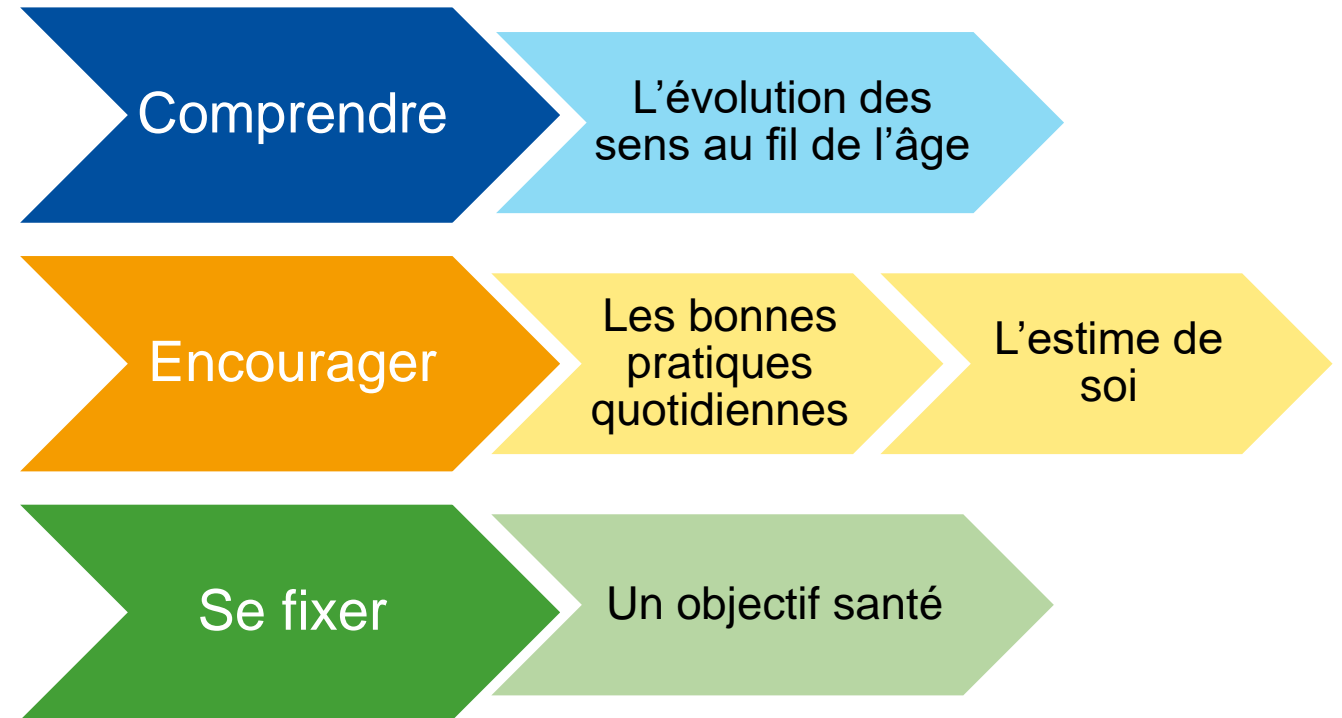 Comprendre
L’évolution des
sens au fil de l’âge
Encourager
Les bonnes
pratiques
quotidiennes
L’estime de
soi
Se fixer
Un objectif santé